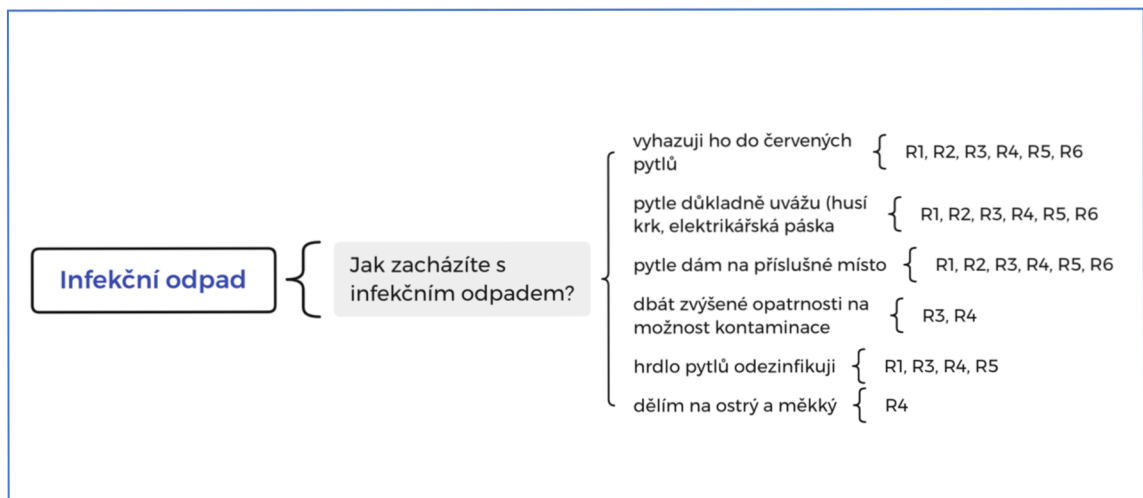 Infekční odpad
Jak zacházíte s
infekčním odpadem?
vyhazuji ho do červených
pytlů
R1, R2, R3, R4, R5, R6
pytle důkladně uvážu (husí
krk, elektrikářská páska
R1, R2, R3, R4, R5, R6
pytle dám na příslušné místo
R1, R2, R3, R4, R5, R6
dbát zvýšené opatrnosti na
možnost kontaminace
R3, R4
hrdlo pytlů odezinfikuji
R1, R3, R4, R5
dělím na ostrý a měkký
R4